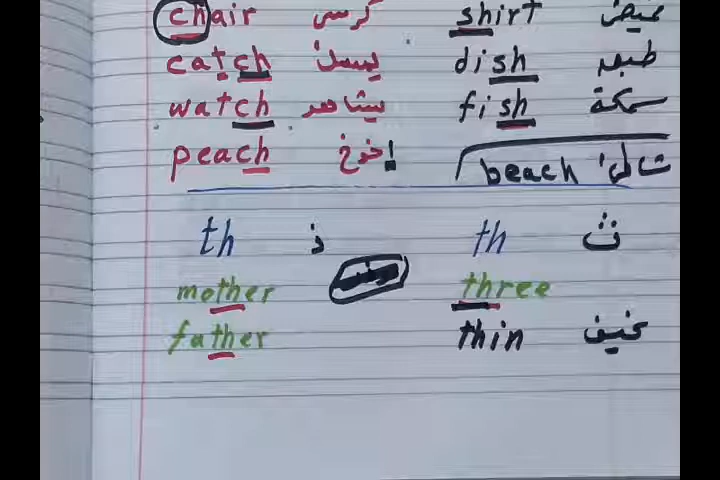 chair كرسى shirt قميص
catch يمسك dish طبق
watch يشاهد fish سمكة
peach خوخ beach شاطئ
th ذ th ث
mother three
father thin نحيف